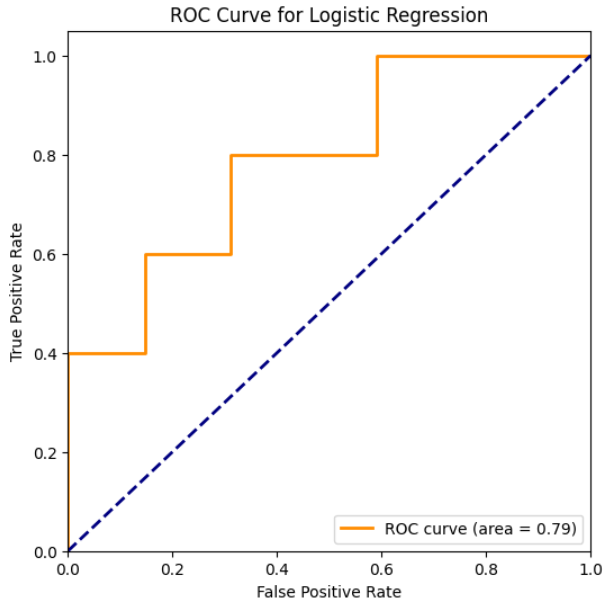 ROC Curve for Logistic Regression
1.0
0.8
0.6
0.4
0.2
0.0
True Positive Rate
0.0 0.2 0.4 0.6 0.8 1.0
False Positive Rate
ROC curve (area = 0.79)